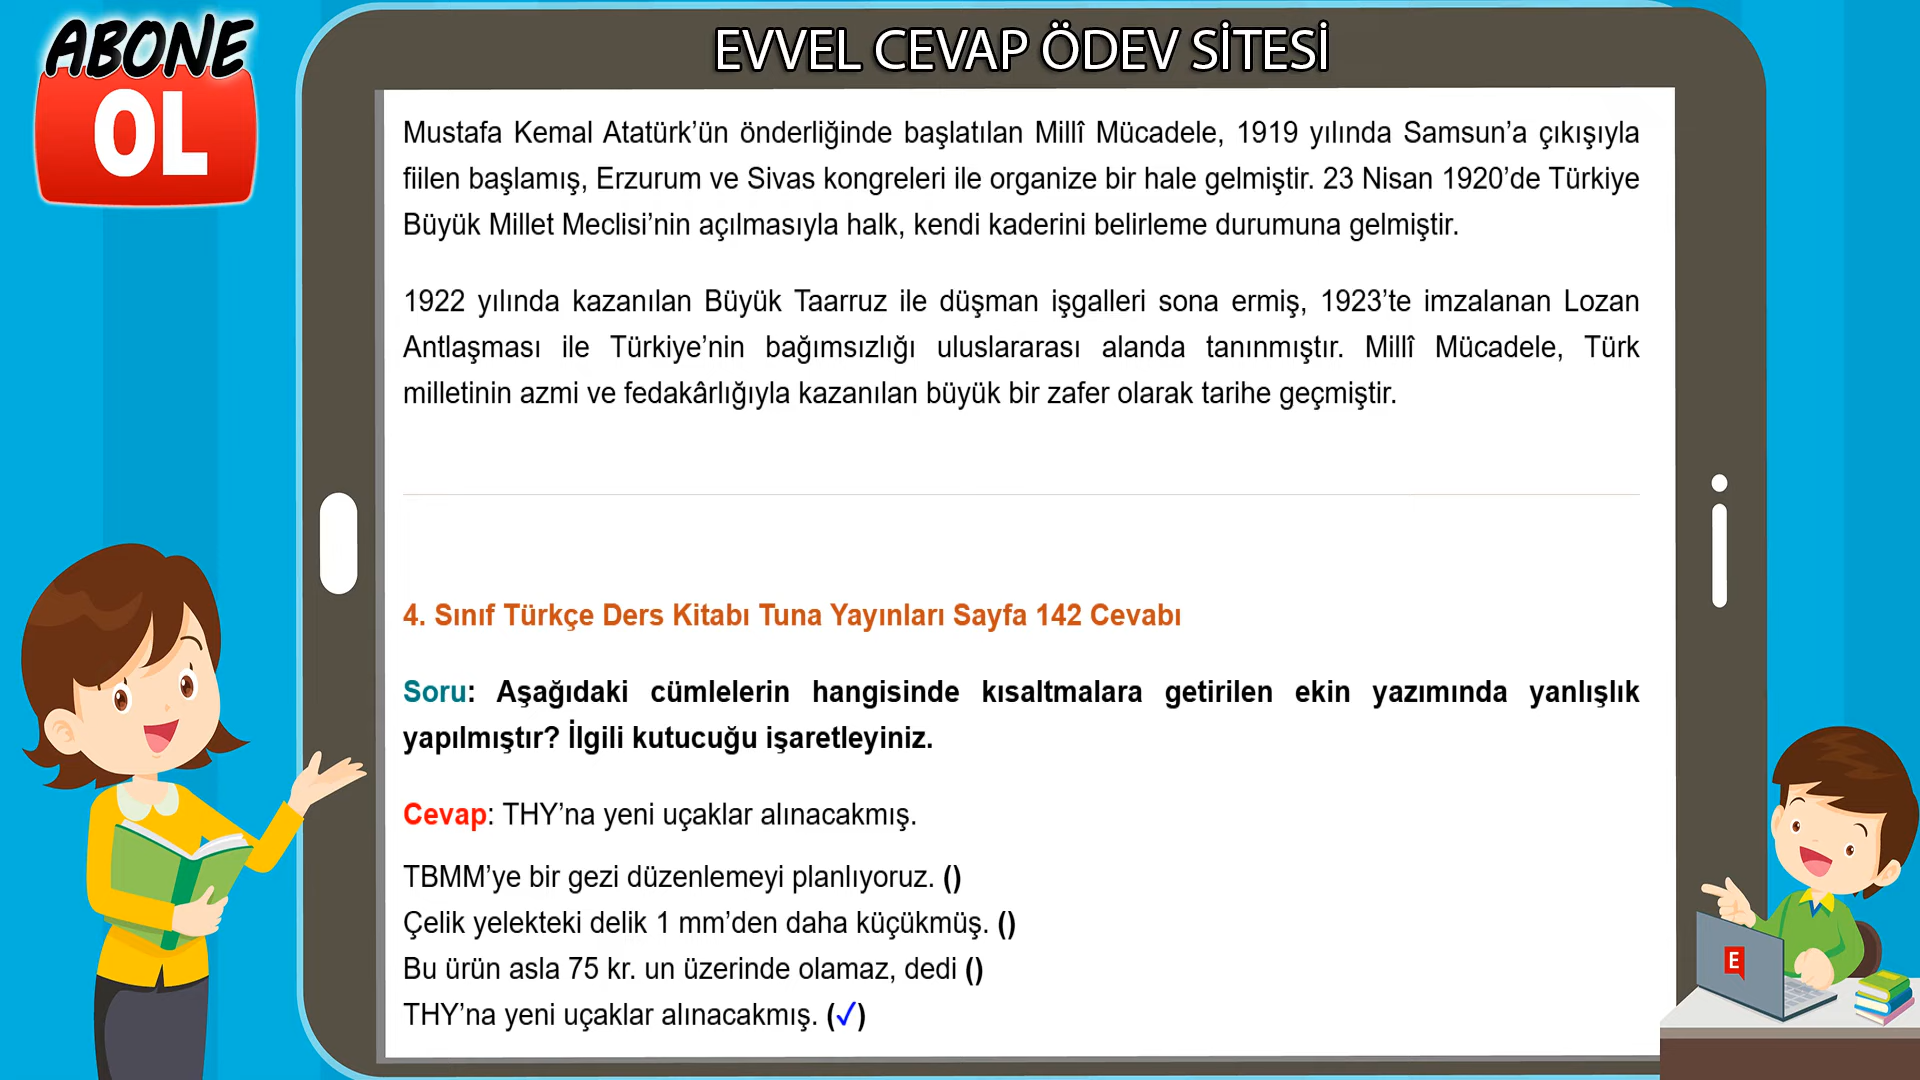 ABONE
OL
EVVEL CEVAP ÖDEV SİTESİ
Mustafa Kemal Atatürk’ün önderliğinde başlatılan Millî Mücadele, 1919 yılında Samsun’a çıkışıyla
fiilen başlamış, Erzurum ve Sivas kongreleri ile organize bir hale gelmiştir. 23 Nisan 1920’de Türkiye
Büyük Millet Meclisi’nin açılmasıyla halk, kendi kaderini belirleme durumuna gelmiştir.
1922 yılında kazanılan Büyük Taarruz ile düşman işgalleri sona ermiş, 1923’te imzalanan Lozan
Antlaşması ile Türkiye’nin bağımsızlığı uluslararası alanda tanınmıştır. Millî Mücadele, Türk
milletinin azmi ve fedakârlığıyla kazanılan büyük bir zafer olarak tarihe geçmiştir.
4. Sınıf Türkçe Ders Kitabı Tuna Yayınları Sayfa 142 Cevabı
Soru: Aşağıdaki cümlelerin hangisinde kısaltmalara getirilen ekin yazımında yanlışlık
yapılmıştır? İlgili kutucuğu işaretleyiniz.
Cevap: THY’na yeni uçaklar alınacakmış.
TBMM’ye bir gezi düzenlemeyi planlıyoruz. ()
Çelik yelekteki delik 1 mm’den daha küçükmüş. ()
Bu ürün asla 75 kr. un üzerinde olamaz, dedi ()
THY’na yeni uçaklar alınacakmış. (✓)
E